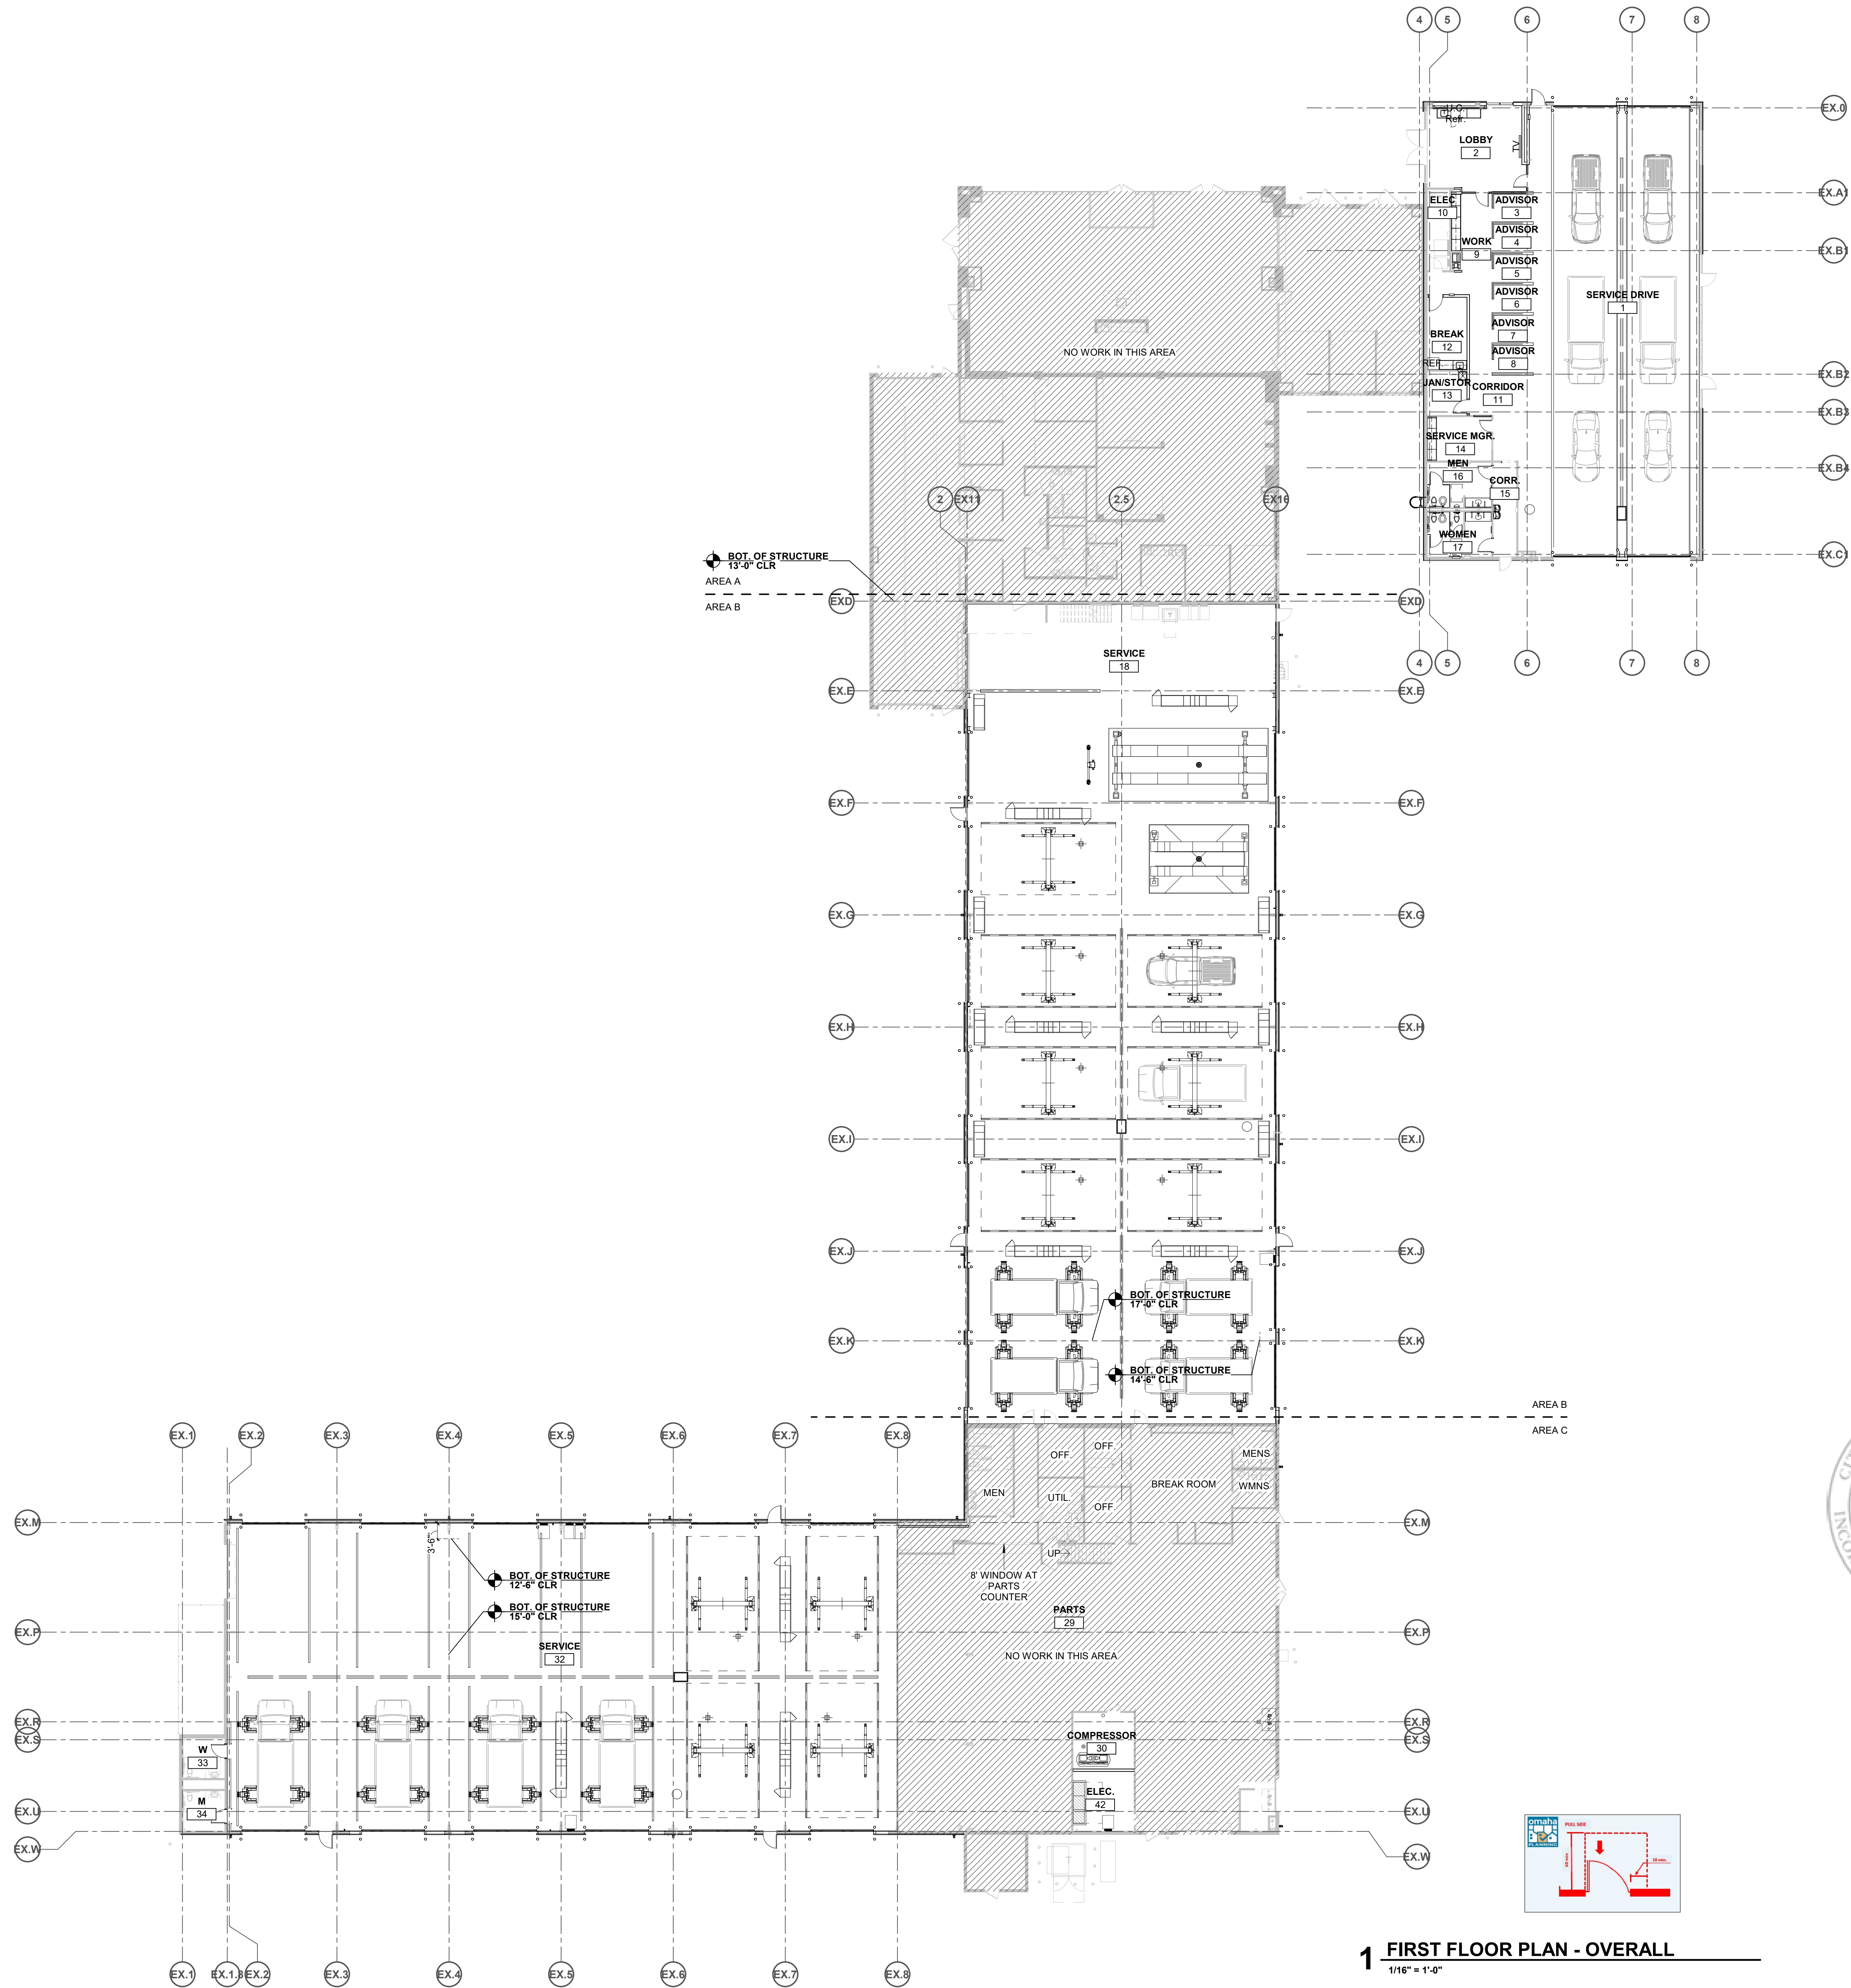 4 5 6 7 8
EX.0
U.C.
Refr.
LOBBY
2
TV
EX.A1
ELEC
10
ADVISOR
3
ADVISOR
4
WORK
9
EX.B1
ADVISOR
5
ADVISOR
6
SERVICE DRIVE
1
ADVISOR
7
BREAK
12
ADVISOR
8
REF.
EX.B2
JAN/STOR
13
CORRIDOR
11
EX.B3
SERVICE MGR.
14
MEN
16
EX.B4
CORR.
15
WOMEN
17
EX.C1
4 5 6 7 8
NO WORK IN THIS AREA
2 EX11 2.5 EX16
BOT. OF STRUCTURE
13'-0" CLR
AREA A
AREA B
EXD EXD
SERVICE
18
EX.E EX.E
EX.F EX.F
EX.G EX.G
EX.H EX.H
EX.I EX.I
EX.J EX.J
BOT. OF STRUCTURE
17'-0" CLR
EX.K EX.K
BOT. OF STRUCTURE
14'-6" CLR
AREA B
AREA C
EX.1 EX.2 EX.3 EX.4 EX.5 EX.6 EX.7 EX.8
OFF.
OFF.
MENS
BREAK ROOM
WMNS
MEN
UTIL.
OFF.
EX.M EX.M
3'-6"
UP
BOT. OF STRUCTURE
12'-6" CLR
8' WINDOW AT
PARTS
COUNTER
BOT. OF STRUCTURE
15'-0" CLR
PARTS
29
EX.P EX.P
SERVICE
32
NO WORK IN THIS AREA
EX.R EX.R
EX.S EX.S
COMPRESSOR
30
W
33
ELEC.
42
M
34
EX.U EX.U
EX.W EX.W
EX.1 EX.1.8 EX.2 EX.3 EX.4 EX.5 EX.6 EX.7 EX.8
omaha
PLANNING
PULL SIDE
60 min
18 min.
1 FIRST FLOOR PLAN - OVERALL
1/16" = 1'-0"